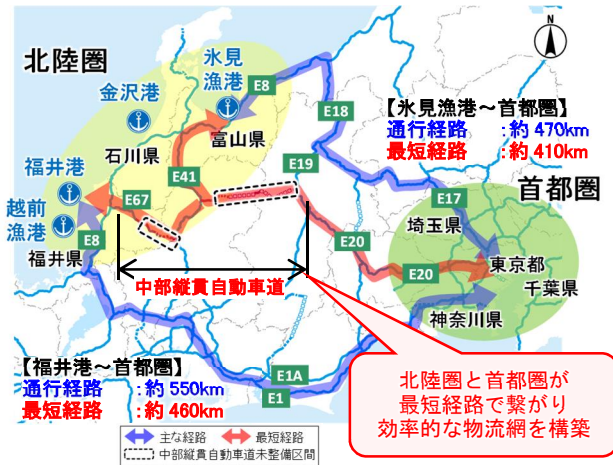 北陸圏
氷見
漁港
金沢港
石川県
富山県
福井港
越前
漁港
福井県
E8
E18
E19
E41
E67
E8
E17
E20
E20
E1A
E1
N
【氷見漁港～首都圏】
通行経路　：約 470km
最短経路　：約 410km
首都圏
埼玉県
東京都
千葉県
神奈川県
中部縦貫自動車道
【福井港～首都圏】
通行経路　：約 550km
最短経路　：約 460km
北陸圏と首都圏が
最短経路で繋がり
効率的な物流網を構築
主な経路　最短経路
中部縦貫自動車道未整備区間